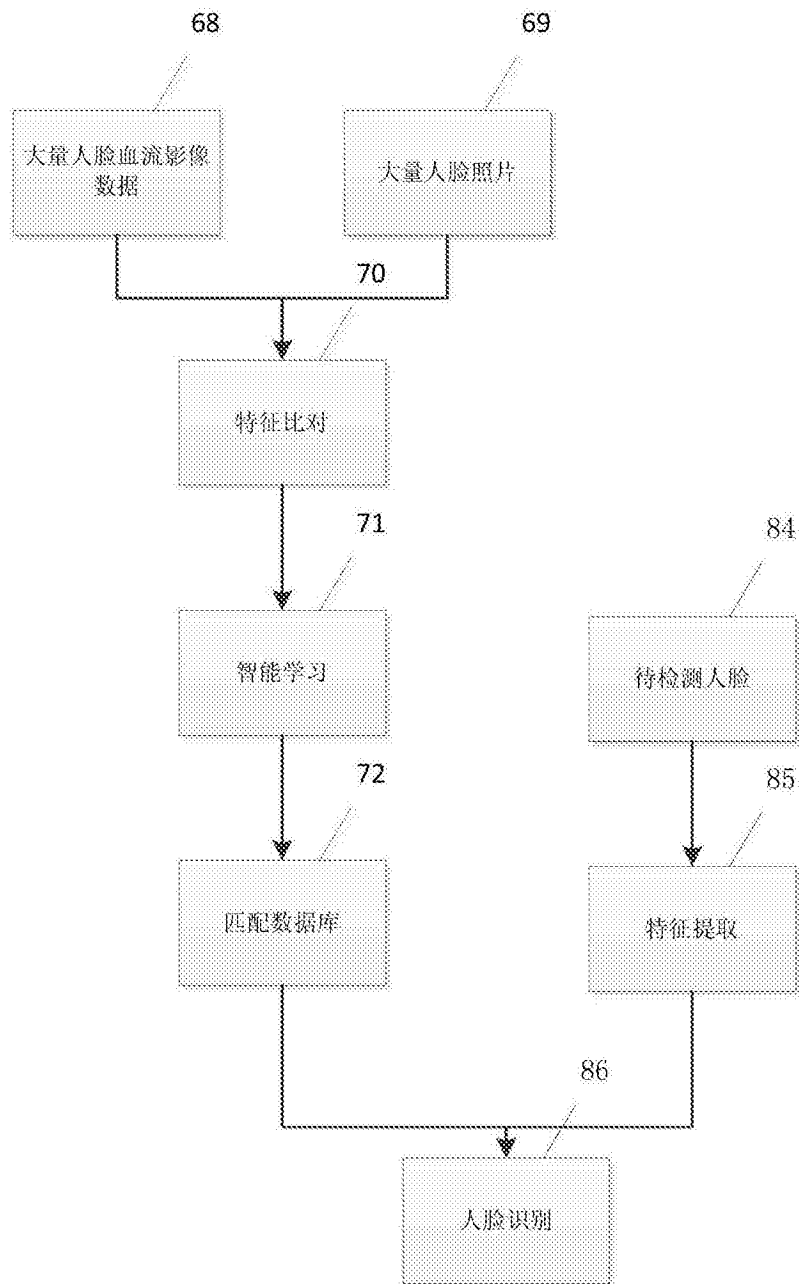 68
69
大量人脸血流影像
数据
大量人脸照片
70
特征比对
71
84
智能学习
待检测人脸
72
85
匹配数据库
特征提取
86
人脸识别